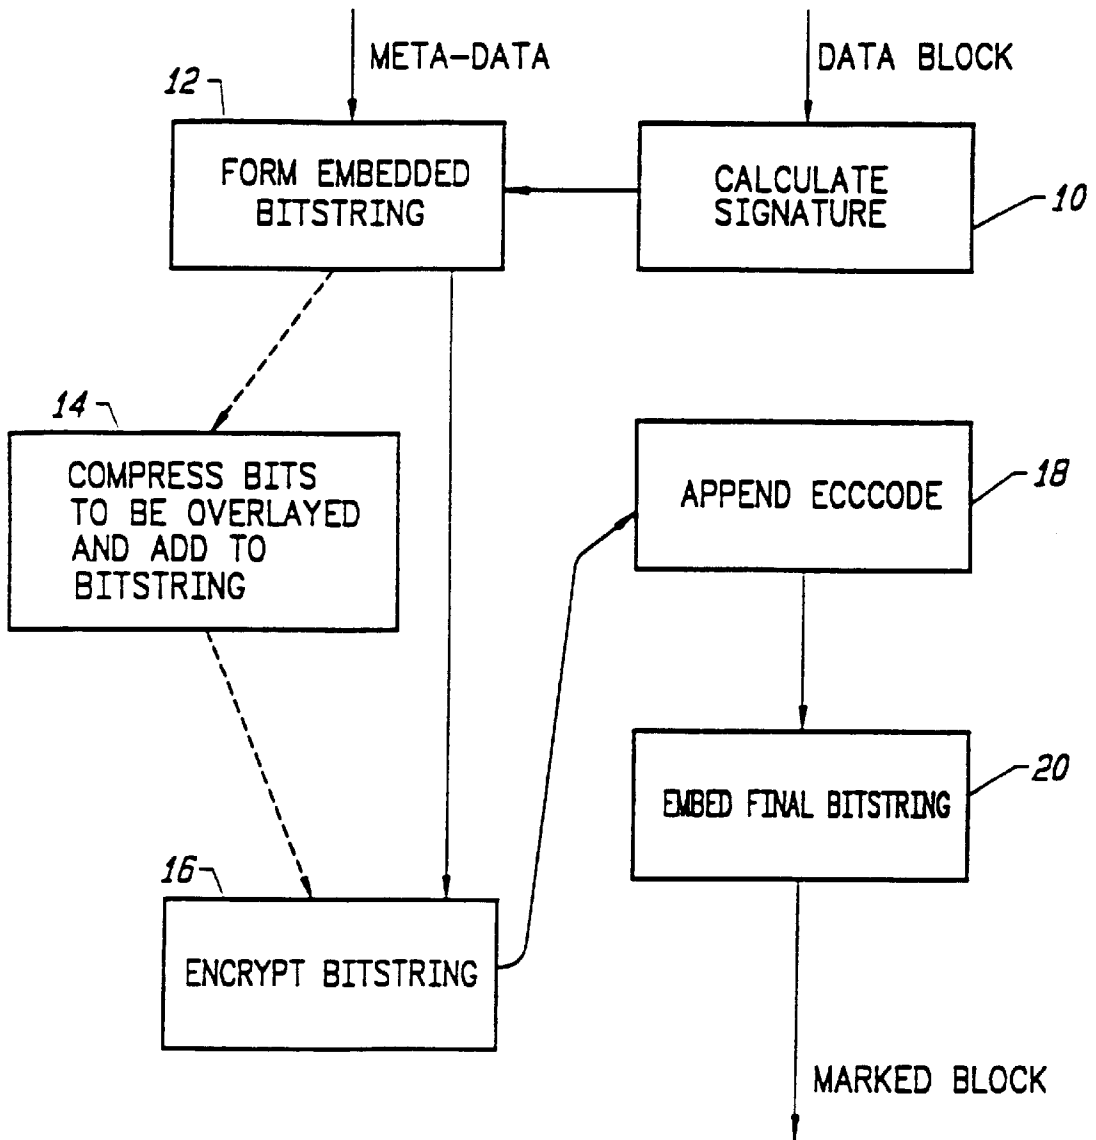 META-DATA
DATA BLOCK
12
FORM EMBEDDED
BITSTRING
CALCULATE
SIGNATURE
10
14
COMPRESS BITS
TO BE OVERLAYED
AND ADD TO
BITSTRING
APPEND ECCCODE
18
EMBED FINAL BITSTRING
20
16
ENCRYPT BITSTRING
MARKED BLOCK